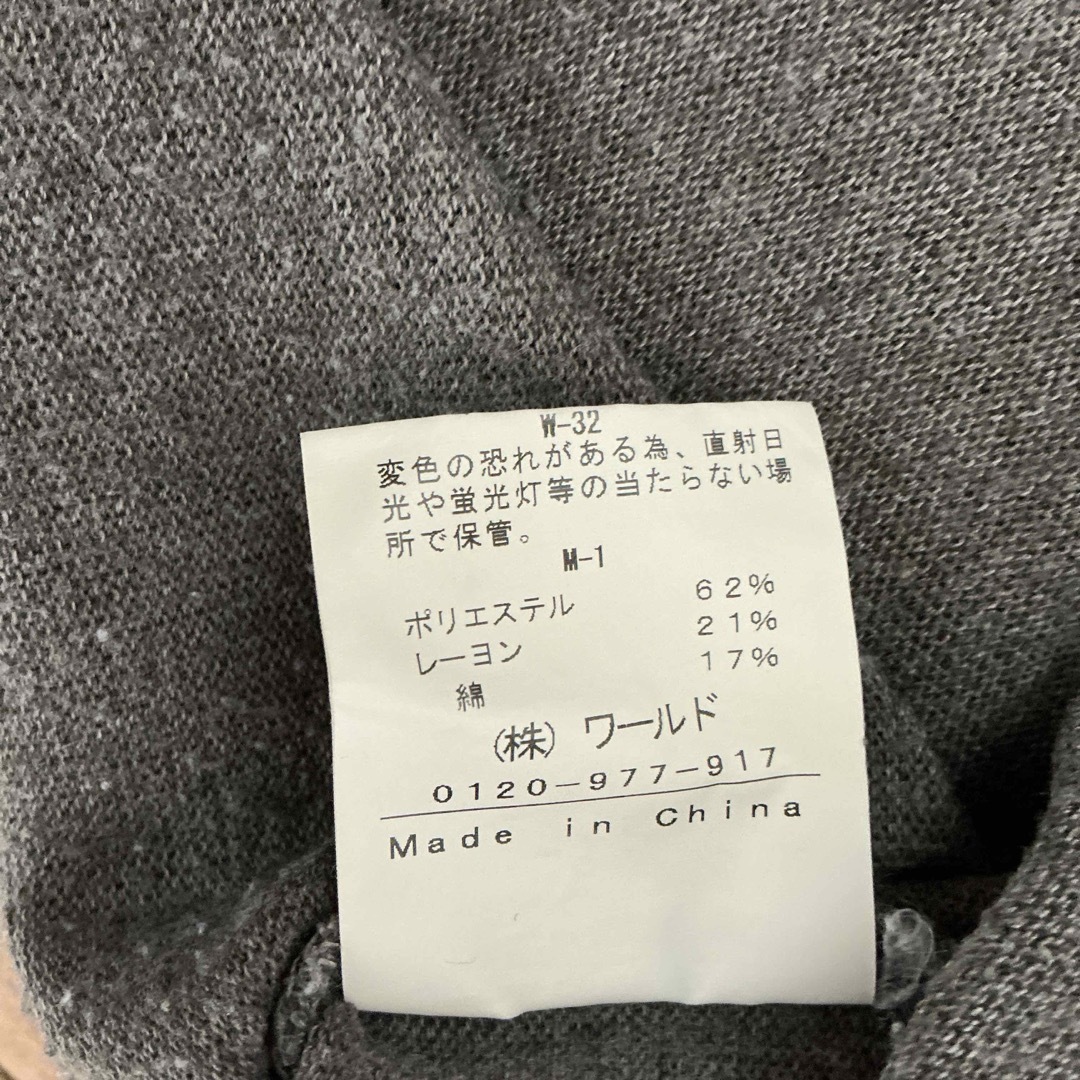 W-32
変色の恐れがある為、直射日
光や蛍光灯等の当たらない場
所で保管。
M-1
ポリエステル 62%
レーヨン 21%
綿 17%
(株) ワールド
0120-977-917
Made in China